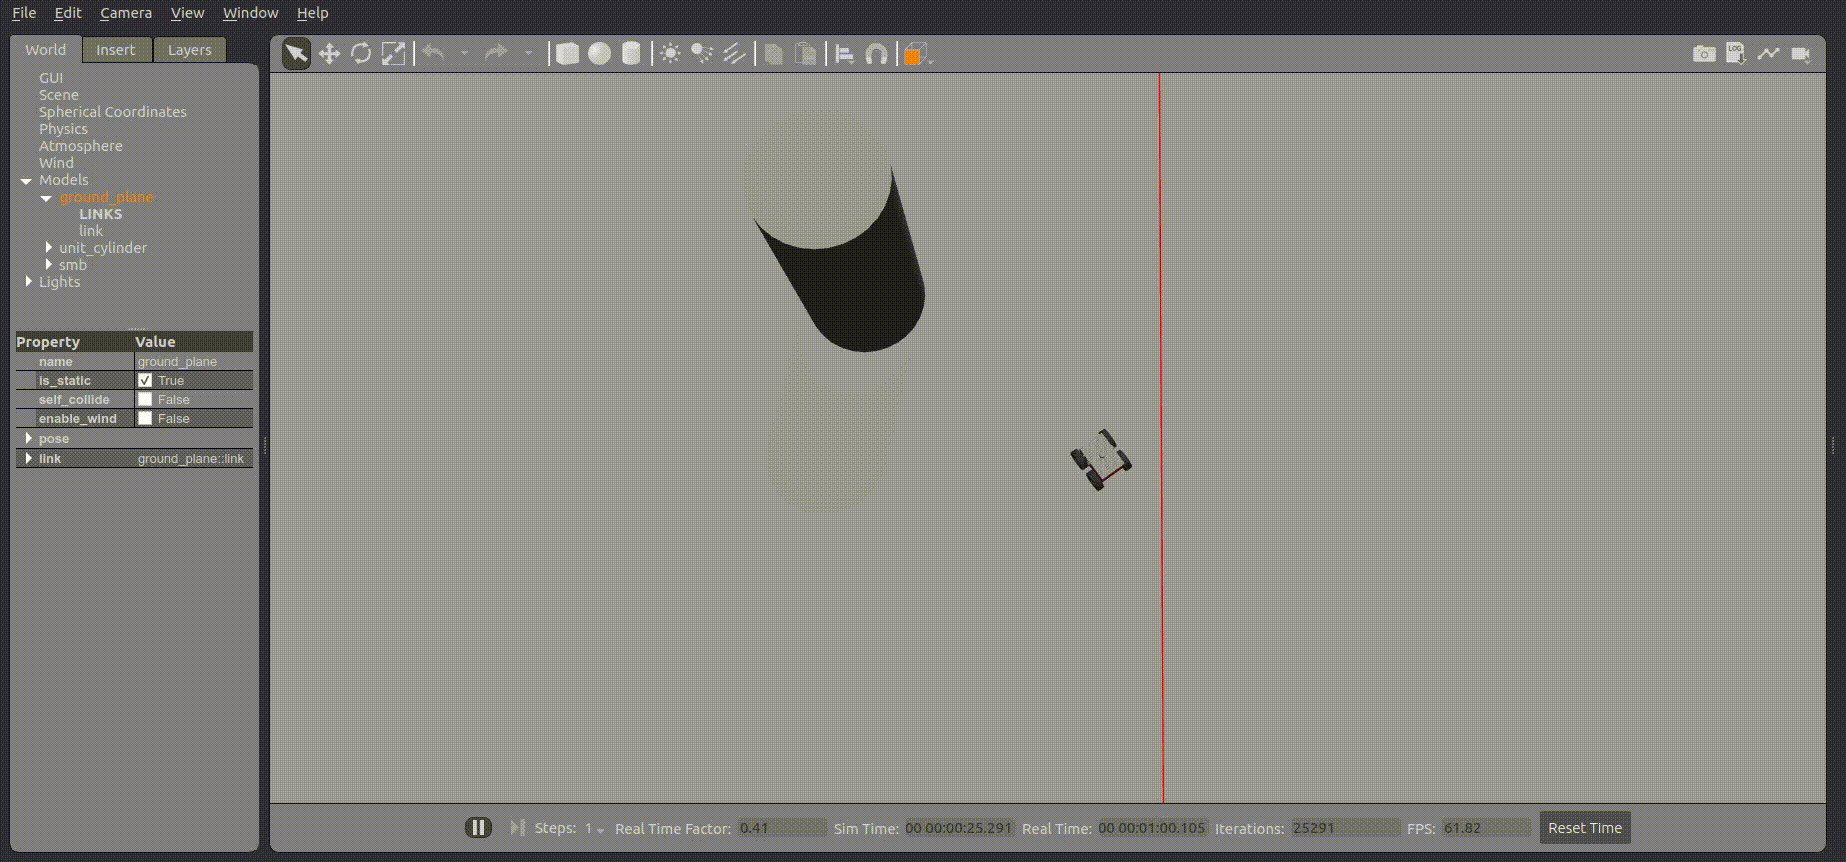 File Edit Camera View Window Help
World Insert Layers
GUI
Scene
Spherical Coordinates
Physics
Atmosphere
Wind
Models
ground_plane
LINKS
link
unit_cylinder
smb
Lights
Property Value
name ground_plane
is_static True
self_collide False
enable_wind False
pose
link ground_plane::link
LOG
Steps: 1 Real Time Factor: 0.41 Sim Time: 00 00:00:25.291 Real Time: 00 00:01:00.105 Iterations: 25291 FPS: 61.82 Reset Time